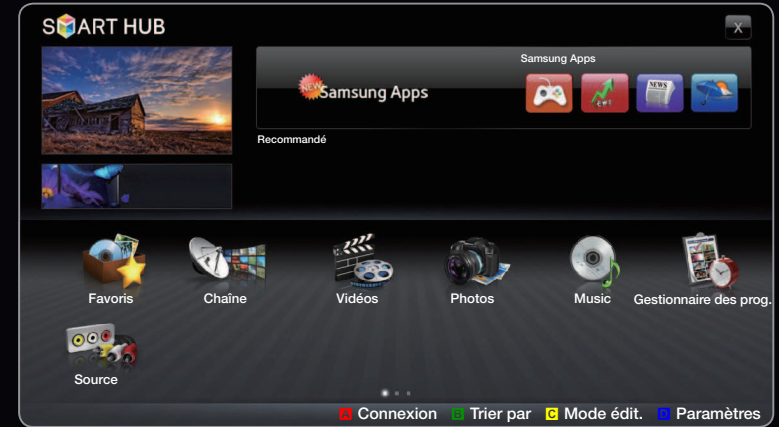 SMART HUB
X
Samsung Apps
NEW
Samsung Apps
NEWS
Recommandé
Favoris
Chaîne
Vidéos
Photos
Music
Gestionnaire des prog.
Source
A Connexion B Trier par C Mode édit. D Paramètres